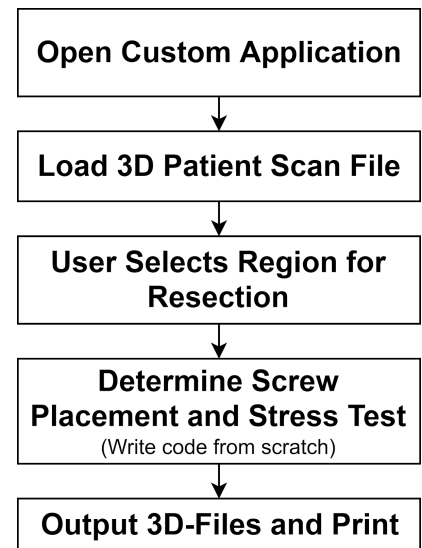 Open Custom Application
Load 3D Patient Scan File
User Selects Region for
Resection
Determine Screw
Placement and Stress Test
(Write code from scratch)
Output 3D-Files and Print